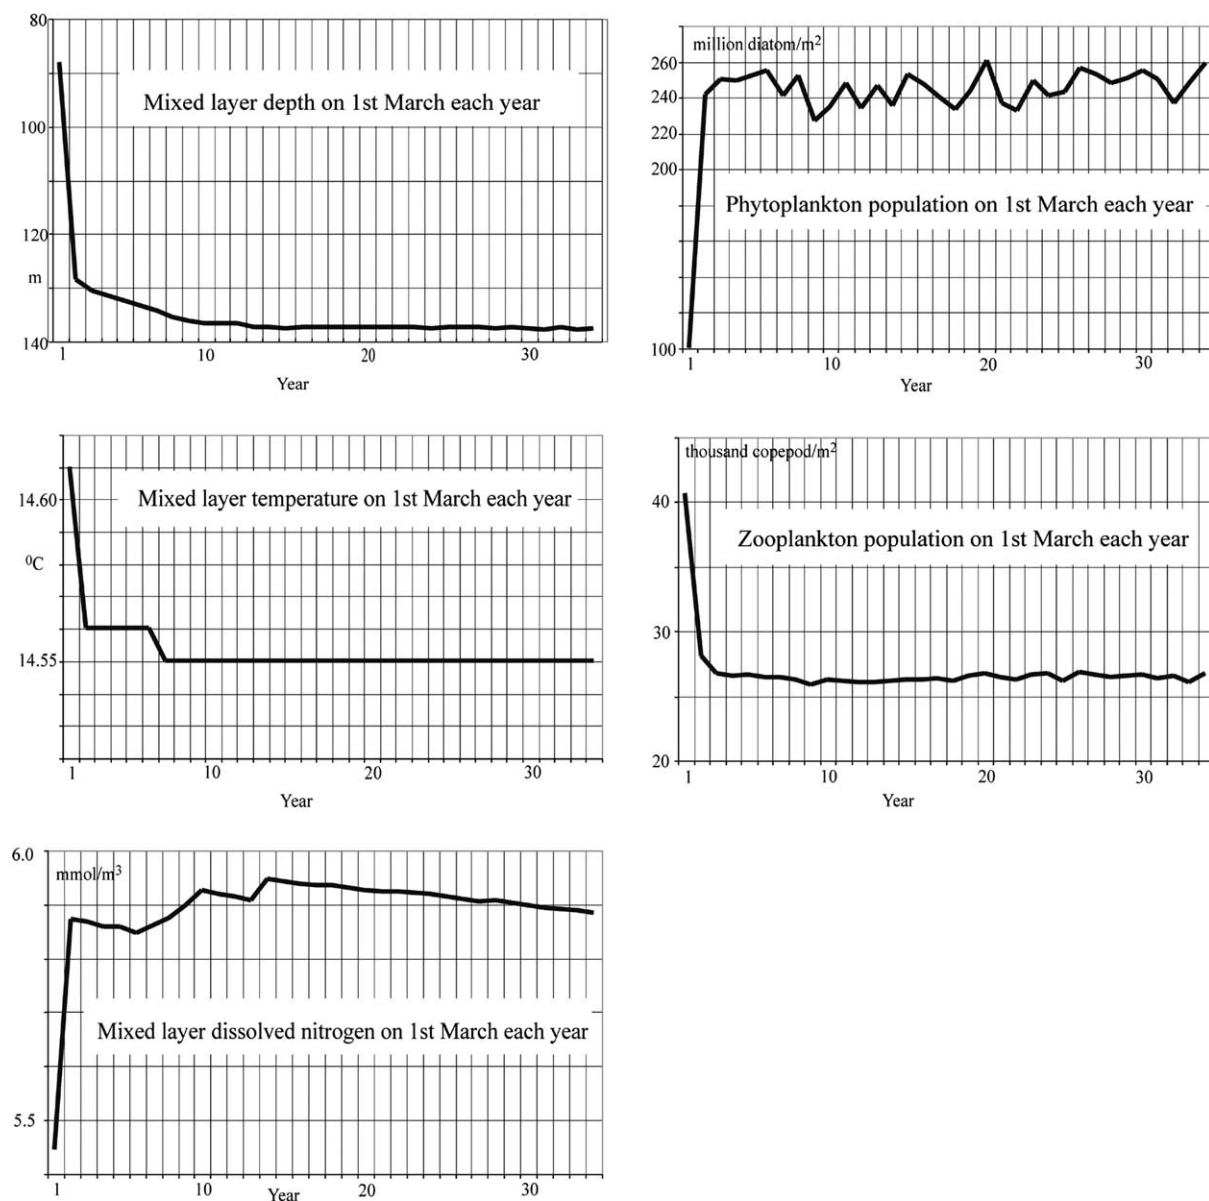 80
Mixed layer depth on 1st March each year
100
120
m
140
1 10 20 30
Year
million diatom/m²
260
240
220
200
Phytoplankton population on 1st March each year
100
1 10 20 30
Year
14.60
Mixed layer temperature on 1st March each year
⁰C
14.55
1 10 20 30
Year
thousand copepod/m²
40
Zooplankton population on 1st March each year
30
20
1 10 20 30
Year
6.0
mmol/m³
Mixed layer dissolved nitrogen on 1st March each year
5.5
1 10 20 30
Year